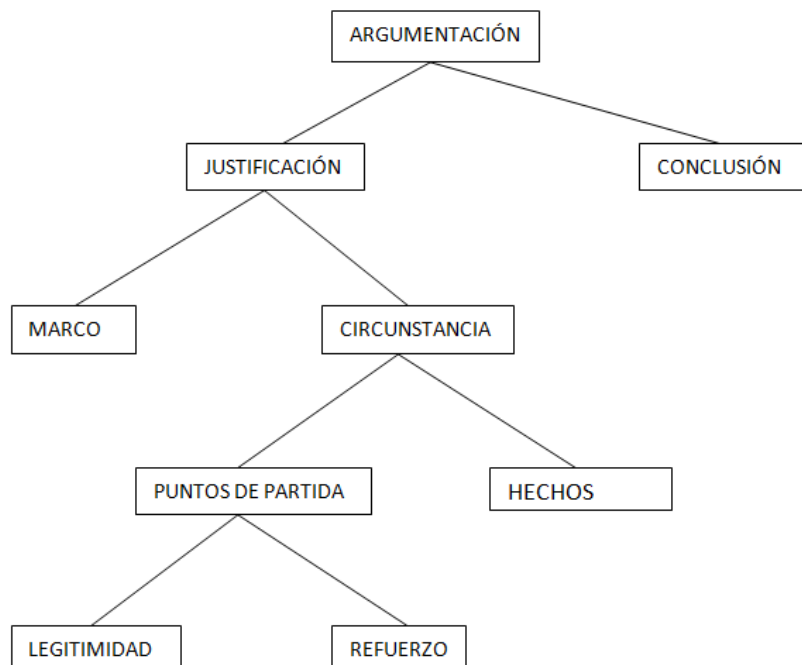 ARGUMENTACIÓN
JUSTIFICACIÓN
CONCLUSIÓN
MARCO
CIRCUNSTANCIA
PUNTOS DE PARTIDA
HECHOS
LEGITIMIDAD
REFUERZO